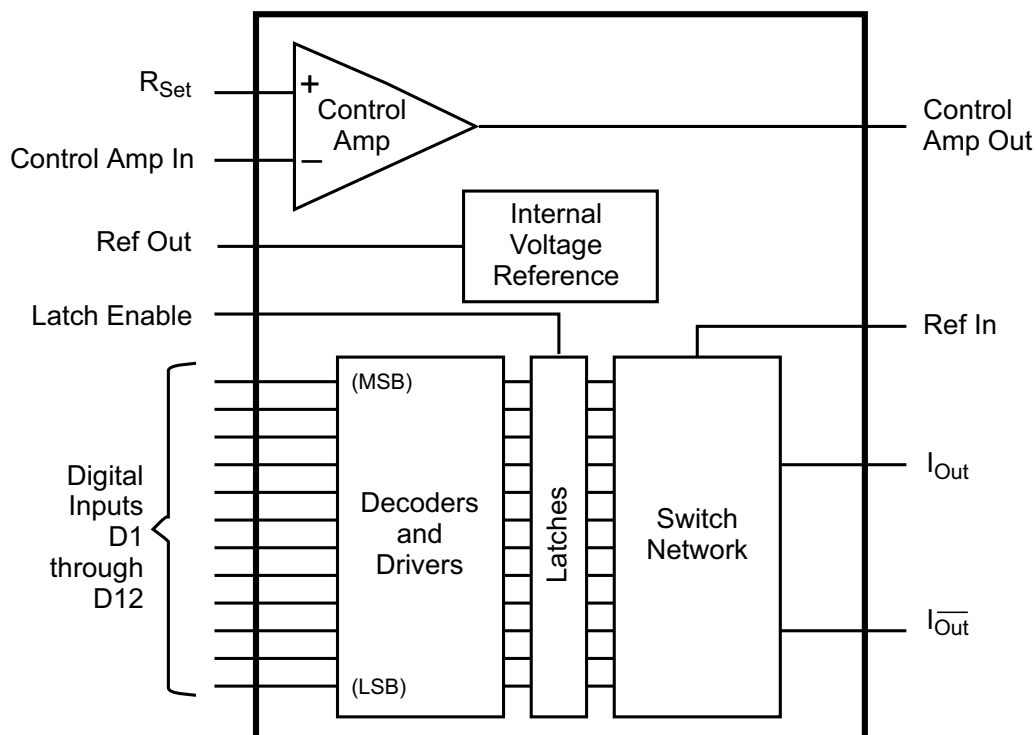 R_Set
+
Control
Amp
Control Amp In
−
Control
Amp Out
Internal
Voltage
Reference
Ref Out
Latch Enable
Ref In
(MSB)
Digital
Inputs
D1
through
D12
Decoders
and
Drivers
Latches
Switch
Network
I_Out
I_O̅u̅t̅
(LSB)